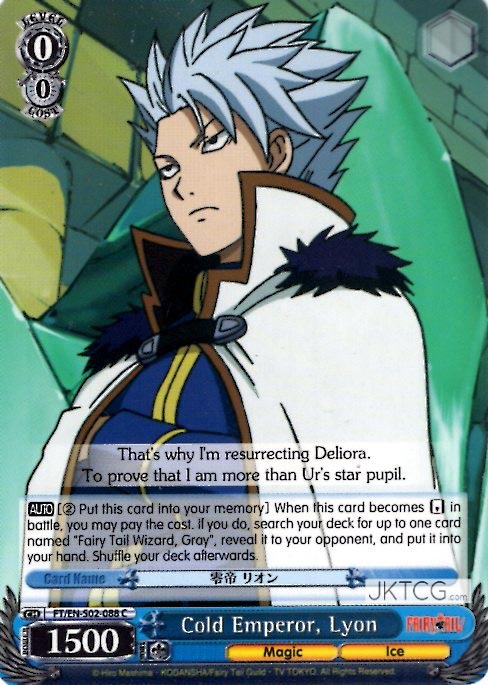 LEVEL
0
0
COST
That's why I'm resurrecting Deliora.
To prove that I am more than Ur's star pupil.
AUTO [② Put this card into your memory] When this card becomes [ ] in
battle, you may pay the cost. If you do, search your deck for up to one card
named "Fairy Tail Wizard, Gray", reveal it to your opponent, and put it into
your hand. Shuffle your deck afterwards.
Card Name
零帝 リオン
JKTCG.com
FT/EN-S02-088 C
POWER
1500
Cold Emperor, Lyon
FAIRY TAIL
Magic
Ice
© Hiro Mashima · KODANSHA/Fairy Tail Guild · TV TOKYO. All Rights Reserved.